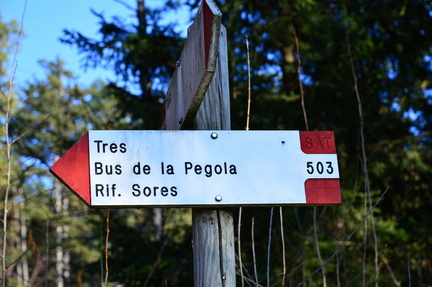 Tres
Bus de la Pegola
Rif. Sores
SAT
503